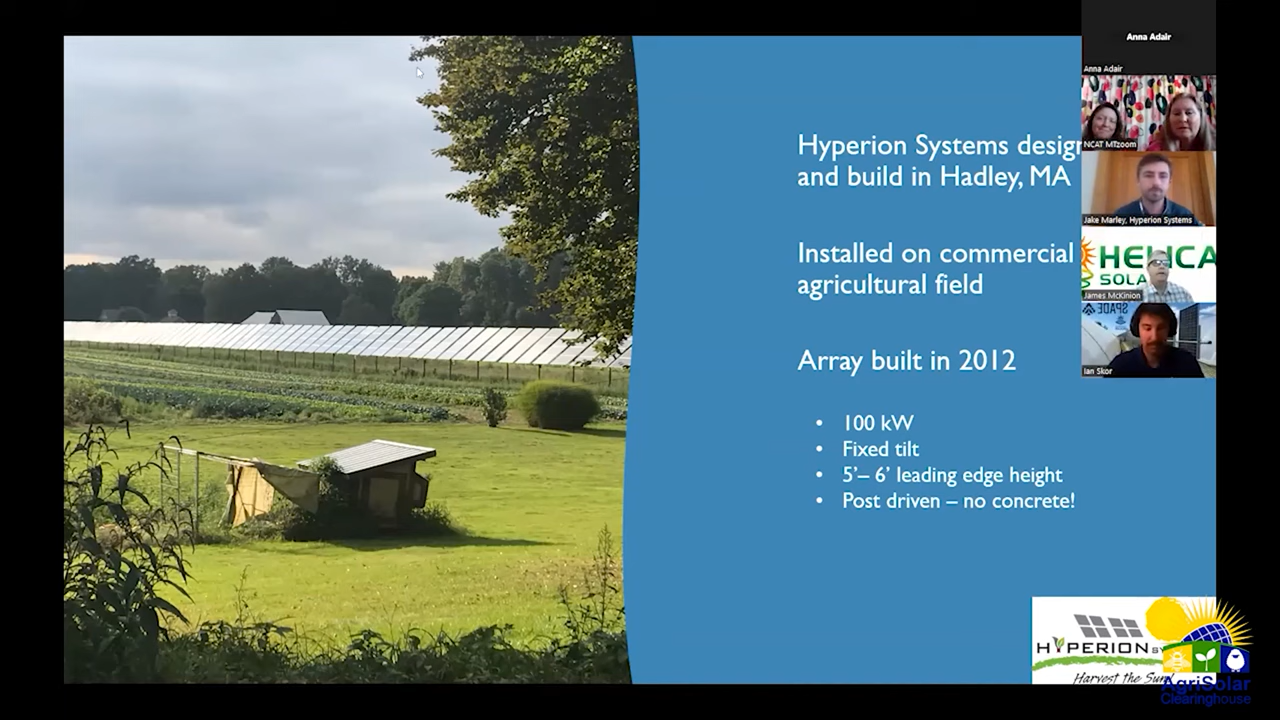 Hyperion Systems desig
and build in Hadley, MA
Installed on commercial
agricultural field
Array built in 2012
• 100 kW
• Fixed tilt
• 5’– 6’ leading edge height
• Post driven – no concrete!
Anna Adair
Anna Adair
NCAT MTzoom
Jake Marley, Hyperion Systems
HELICA
SOLA
James McKinion
SPADE
Ian Skor
HYPERION SY
Harvest the Sun!
AgriSolar
Clearinghouse